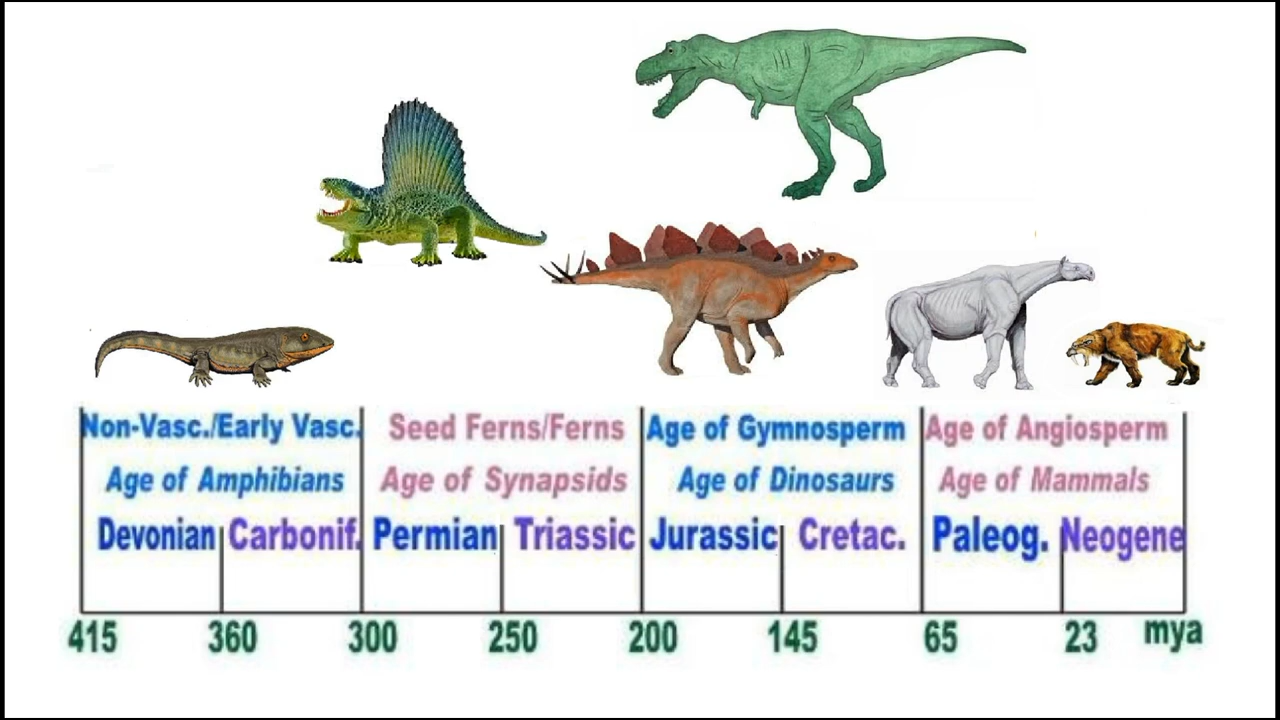 Non-Vasc./Early Vasc. Seed Ferns/Ferns Age of Gymnosperm Age of Angiosperm
Age of Amphibians Age of Synapsids Age of Dinosaurs Age of Mammals
Devonian Carbonif. Permian Triassic Jurassic Cretac. Paleog. Neogene
415 360 300 250 200 145 65 23 mya